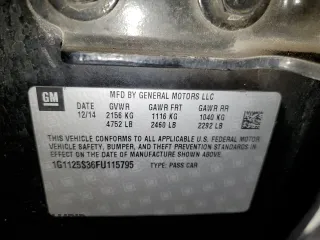 GM
MFD BY GENERAL MOTORS LLC
DATE GVWR GAWR FRT GAWR RR
12/14 2156 KG 1116 KG 1040 KG
4752 LB 2460 LB 2292 LB
THIS VEHICLE CONFORMS TO ALL APPLICABLE U.S. FEDERAL MOTOR
VEHICLE SAFETY, BUMPER, AND THEFT PREVENTION STANDARDS IN
EFFECT ON THE DATE OF MANUFACTURE SHOWN ABOVE.
1G1125S36FU115795 TYPE: PASS CAR